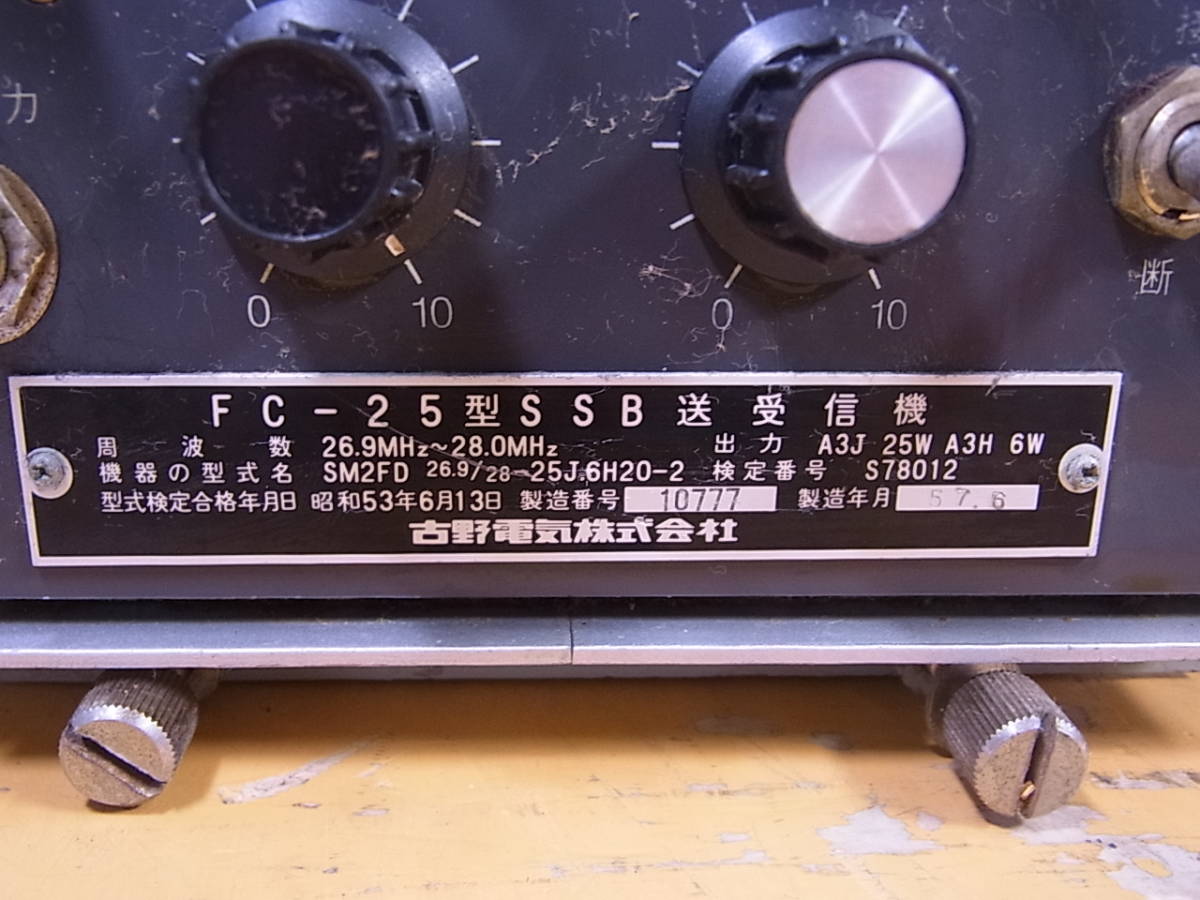 力
0 10
0 10
断
FC-25型SSB送受信機
周波数 26.9MHz~28.0MHz 出力 A3J 25W A3H 6W
機器の型式名 SM2FD 26.9/28-25J.6H20-2 検定番号 S78012
型式検定合格年月日 昭和53年6月13日 製造番号 10777 製造年月 57.6
古野電気株式会社